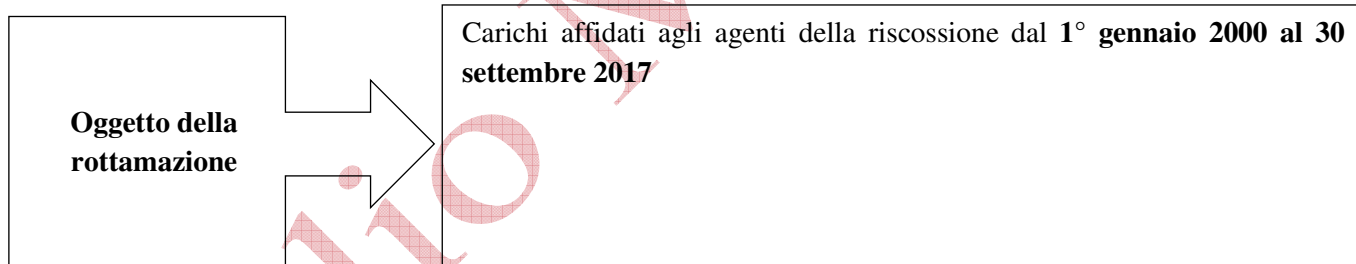 Carichi affidati agli agenti della riscossione dal 1° gennaio 2000 al 30
settembre 2017
Oggetto della
rottamazione